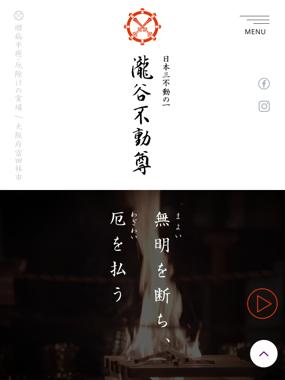 MENU
日本三不動の一
瀧谷不動尊
眼病平癒・厄除けの霊場 / 大阪府富田林市
まよい
無明を断ち、
わざわい
厄を払う